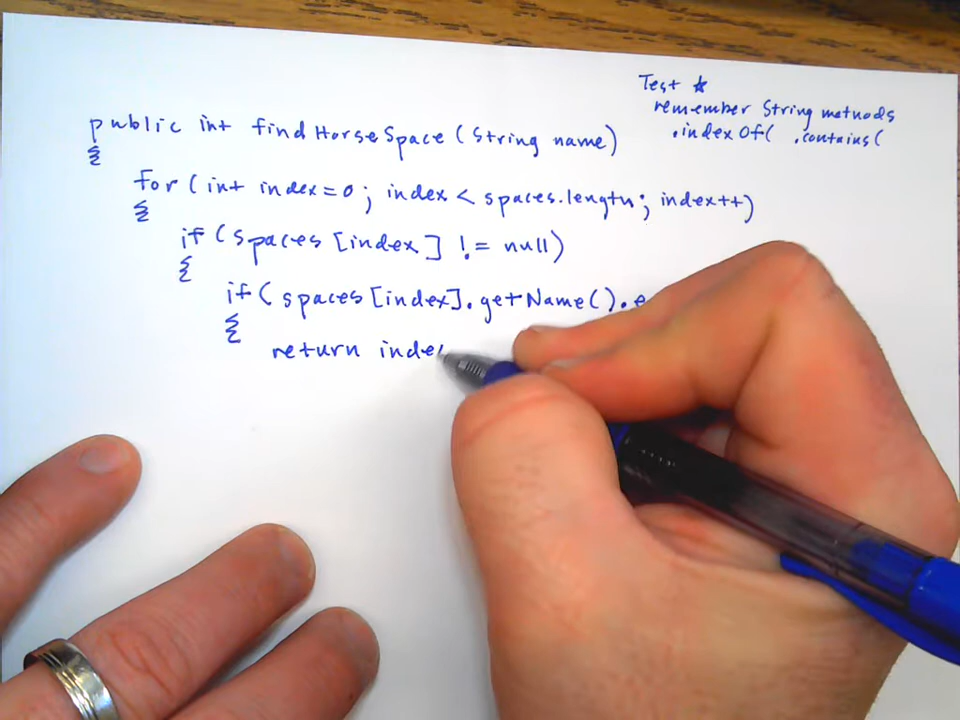 Test ☆
remember String methods
.indexOf( .contains(
public int findHorseSpace (String name)
{
for (int index=0; index < spaces.length; index++)
{
if (spaces [index] != null)
{
if (spaces[index].getName().e
{
return index